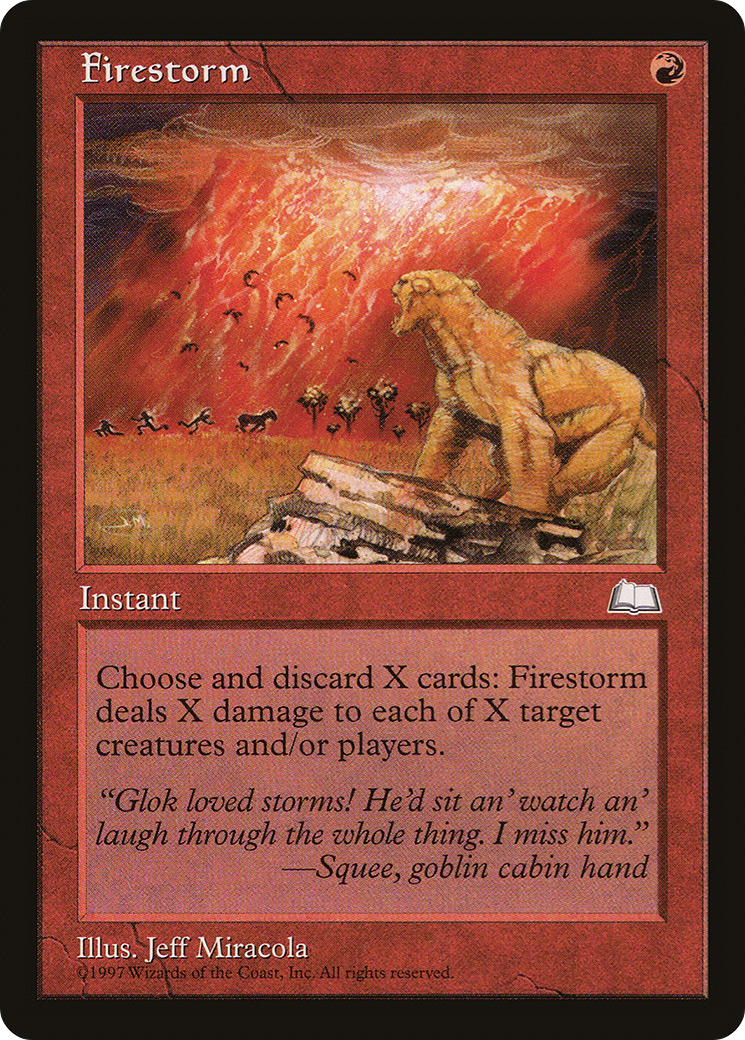 Firestorm
J.M.
Instant
Choose and discard X cards: Firestorm
deals X damage to each of X target
creatures and/or players.
“Glok loved storms! He’d sit an’ watch an’
laugh through the whole thing. I miss him.”
—Squee, goblin cabin hand
Illus. Jeff Miracola
©1997 Wizards of the Coast, Inc. All rights reserved.